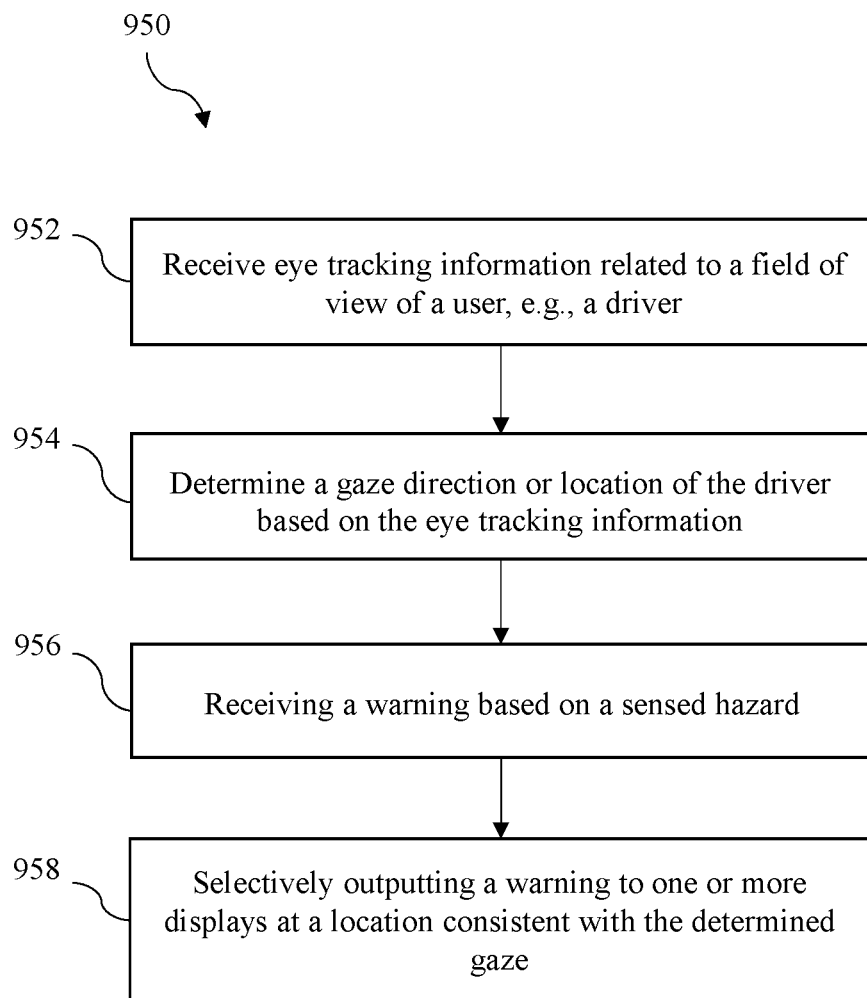 950
952
Receive eye tracking information related to a field of
view of a user, e.g., a driver
954
Determine a gaze direction or location of the driver
based on the eye tracking information
956
Receiving a warning based on a sensed hazard
958
Selectively outputting a warning to one or more
displays at a location consistent with the determined
gaze